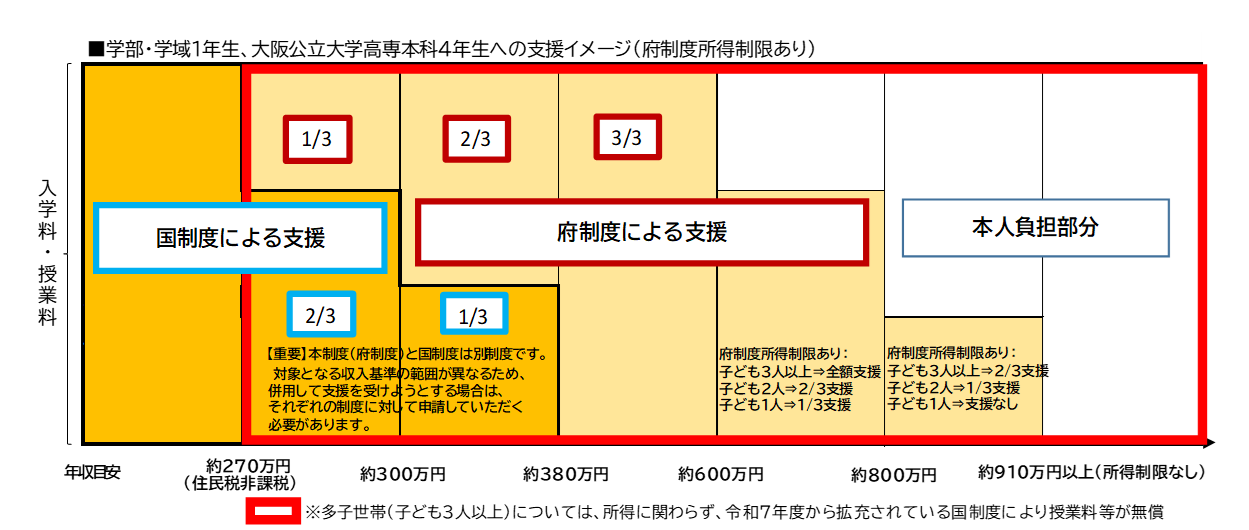 ■学部・学域1年生、大阪公立大学高専本科4年生への支援イメージ(府制度所得制限あり)
1/3
2/3
3/3
入学料・授業料
国制度による支援
府制度による支援
本人負担部分
2/3
1/3
【重要】本制度(府制度)と国制度は別制度です。
対象となる収入基準の範囲が異なるため、
併用して支援を受けようとする場合は、
それぞれの制度に対して申請していただく
必要があります。
府制度所得制限あり:
子ども3人以上⇒全額支援
子ども2人⇒2/3支援
子ども1人⇒1/3支援
府制度所得制限あり:
子ども3人以上⇒2/3支援
子ども2人⇒1/3支援
子ども1人⇒支援なし
年収目安
約270万円
(住民税非課税)
約300万円
約380万円
約600万円
約800万円
約910万円以上(所得制限なし)
※多子世帯(子ども3人以上)については、所得に関わらず、令和7年度から拡充されている国制度により授業料等が無償